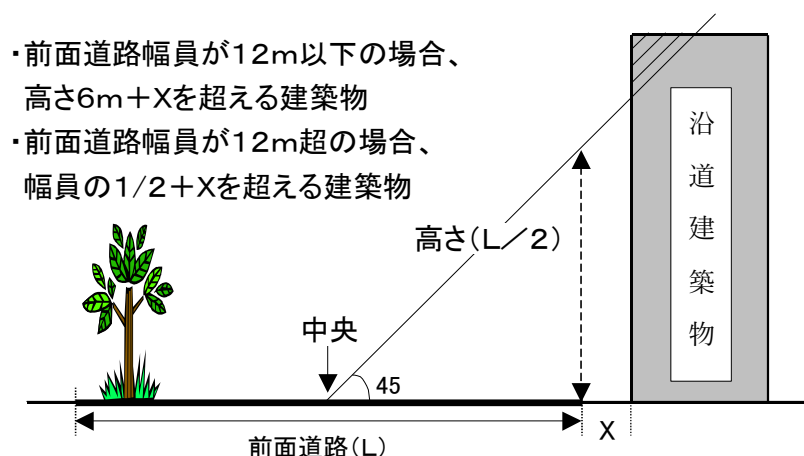 ・前面道路幅員が12m以下の場合、
高さ6m+Xを超える建築物
・前面道路幅員が12m超の場合、
幅員の1/2+Xを超える建築物
高さ(L/2)
沿道建築物
中央
45
X
前面道路(L)